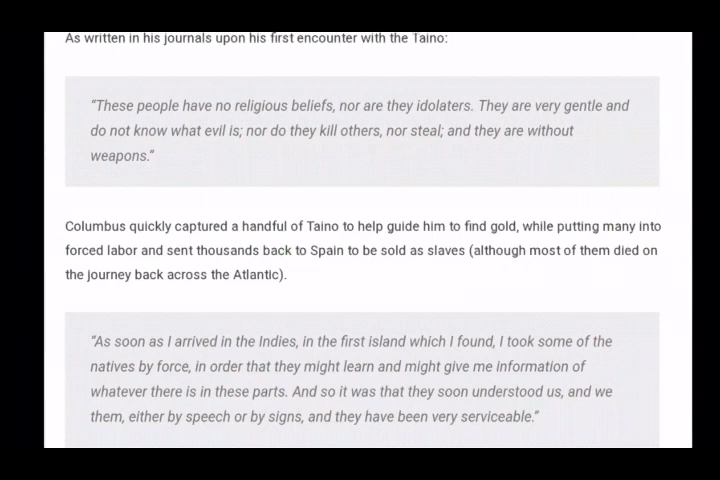 As written in his journals upon his first encounter with the Taino:
“These people have no religious beliefs, nor are they idolaters. They are very gentle and
do not know what evil is; nor do they kill others, nor steal; and they are without
weapons.”
Columbus quickly captured a handful of Taino to help guide him to find gold, while putting many into
forced labor and sent thousands back to Spain to be sold as slaves (although most of them died on
the journey back across the Atlantic).
“As soon as I arrived in the Indies, in the first island which I found, I took some of the
natives by force, in order that they might learn and might give me information of
whatever there is in these parts. And so it was that they soon understood us, and we
them, either by speech or by signs, and they have been very serviceable.”